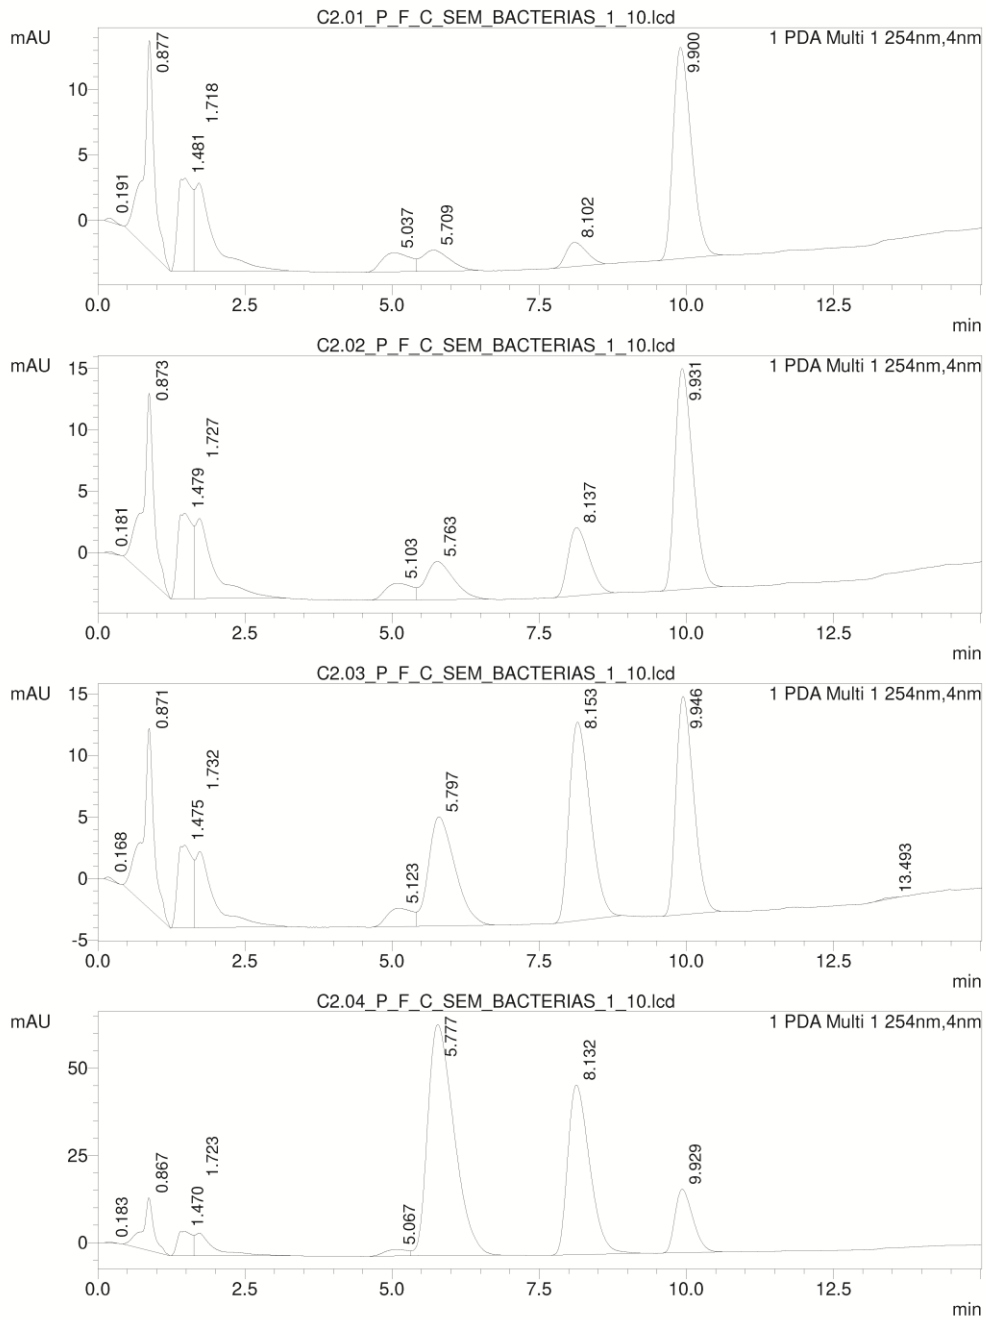 C2.01_P_F_C_SEM_BACTERIAS_1_10.lcd
mAU 1 PDA Multi 1 254nm,4nm
0.191 0.877 1.481 1.718 5.037 5.709 8.102 9.900
10
5
0
0.0 2.5 5.0 7.5 10.0 12.5
min
C2.02_P_F_C_SEM_BACTERIAS_1_10.lcd
mAU 1 PDA Multi 1 254nm,4nm
0.181 0.873 1.479 1.727 5.103 5.763 8.137 9.931
15
10
5
0
0.0 2.5 5.0 7.5 10.0 12.5
min
C2.03_P_F_C_SEM_BACTERIAS_1_10.lcd
mAU 1 PDA Multi 1 254nm,4nm
0.168 0.871 1.475 1.732 5.123 5.797 8.153 9.946 13.493
15
10
5
0
-5
0.0 2.5 5.0 7.5 10.0 12.5
min
C2.04_P_F_C_SEM_BACTERIAS_1_10.lcd
mAU 1 PDA Multi 1 254nm,4nm
0.183 0.867 1.470 1.723 5.067 5.777 8.132 9.929
50
25
0
0.0 2.5 5.0 7.5 10.0 12.5
min